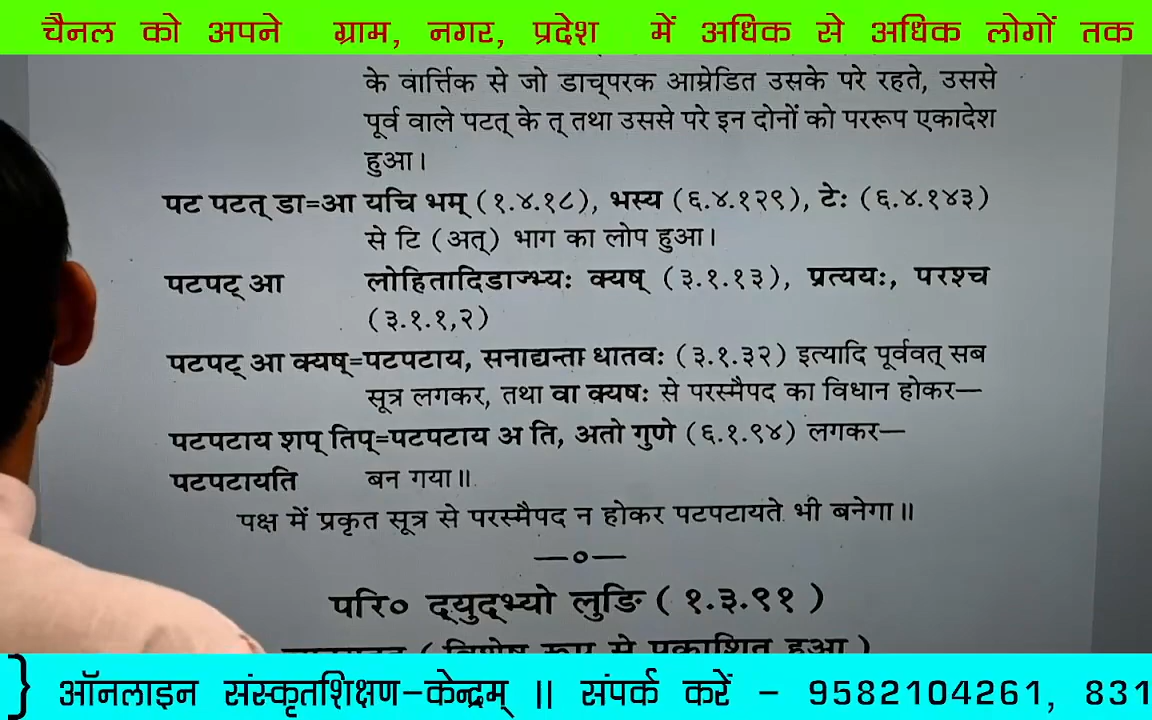 चैनल को अपने ग्राम, नगर, प्रदेश में अधिक से अधिक लोगों तक
के वार्त्तिक से जो डाच्परक आम्रेडित उसके परे रहते, उससे
पूर्व वाले पटत् के त् तथा उससे परे इन दोनों को पररूप एकादेश
हुआ।
पट पटत् डा=आ यचि भम् (१.४.१८), भस्य (६.४.१२९), टेः (६.४.१४३)
से टि (अत्) भाग का लोप हुआ।
पटपट् आ लोहितादिडाज्भ्यः क्यष् (३.१.१३), प्रत्ययः, परश्च
(३.१.१,२)
पटपट् आ क्यष्=पटपटाय, सनाद्यन्ता धातवः (३.१.३२) इत्यादि पूर्ववत् सब
सूत्र लगकर, तथा वा क्यषः से परस्मैपद का विधान होकर—
पटपटाय शप् तिप्=पटपटाय अ ति, अतो गुणे (६.१.९४) लगकर—
पटपटायति बन गया॥
पक्ष में प्रकृत सूत्र से परस्मैपद न होकर पटपटायते भी बनेगा॥
—०—
परि० द्युद्भ्यो लुङि (१.३.९१)
(विशेष रूप से प्रकाशित हुआ)
} ऑनलाइन संस्कृतशिक्षण-केन्द्रम् || संपर्क करें - 9582104261, 831